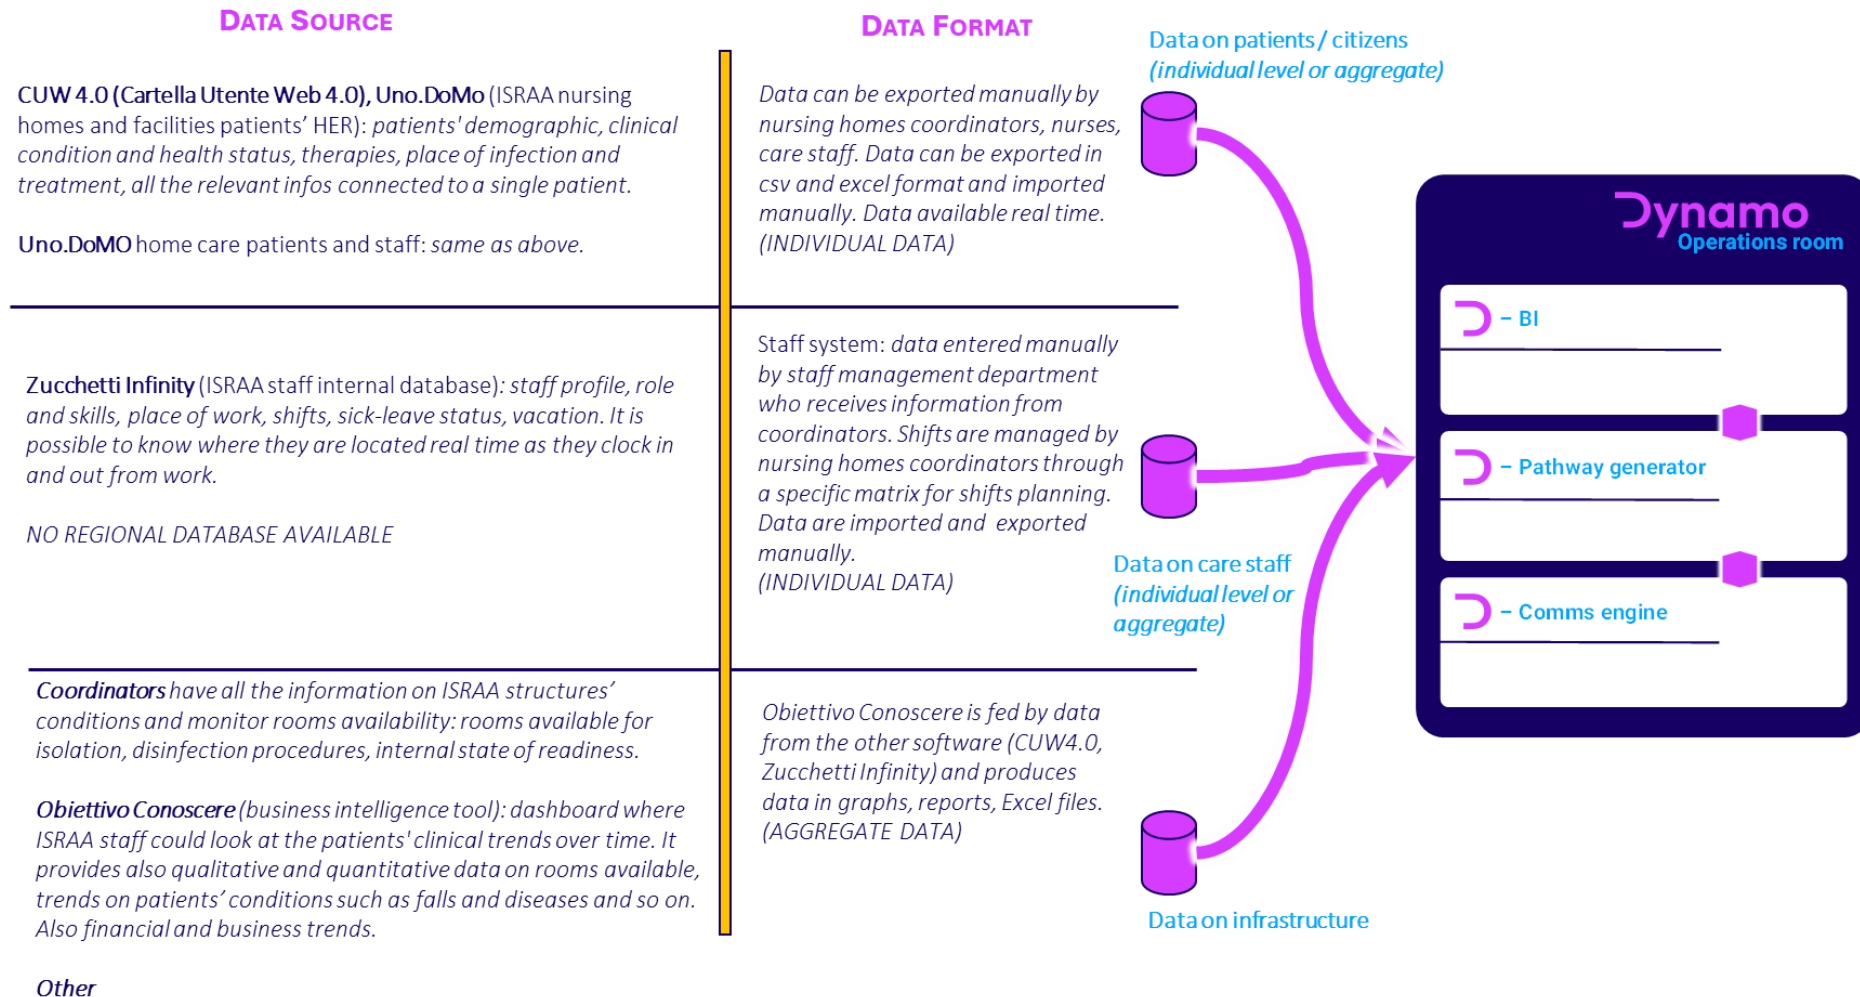 DATA SOURCE
CUW 4.0 (Cartella Utente Web 4.0), Uno.DoMo (ISRAA nursing
homes and facilities patients’ HER): patients' demographic, clinical
condition and health status, therapies, place of infection and
treatment, all the relevant infos connected to a single patient.
Uno.DoMO home care patients and staff: same as above.
DATA FORMAT
Data can be exported manually by
nursing homes coordinators, nurses,
care staff. Data can be exported in
csv and excel format and imported
manually. Data available real time.
(INDIVIDUAL DATA)
Data on patients / citizens
(individual level or aggregate)
Zucchetti Infinity (ISRAA staff internal database): staff profile, role
and skills, place of work, shifts, sick-leave status, vacation. It is
possible to know where they are located real time as they clock in
and out from work.
NO REGIONAL DATABASE AVAILABLE
Staff system: data entered manually
by staff management department
who receives information from
coordinators. Shifts are managed by
nursing homes coordinators through
a specific matrix for shifts planning.
Data are imported and exported
manually.
(INDIVIDUAL DATA)
Data on care staff
(individual level or
aggregate)
Coordinators have all the information on ISRAA structures’
conditions and monitor rooms availability: rooms available for
isolation, disinfection procedures, internal state of readiness.
Obiettivo Conoscere (business intelligence tool): dashboard where
ISRAA staff could look at the patients' clinical trends over time. It
provides also qualitative and quantitative data on rooms available,
trends on patients’ conditions such as falls and diseases and so on.
Also financial and business trends.
Other
Obiettivo Conoscere is fed by data
from the other software (CUW4.0,
Zucchetti Infinity) and produces
data in graphs, reports, Excel files.
(AGGREGATE DATA)
Data on infrastructure
Dynamo
Operations room
D – BI
D – Pathway generator
D – Comms engine